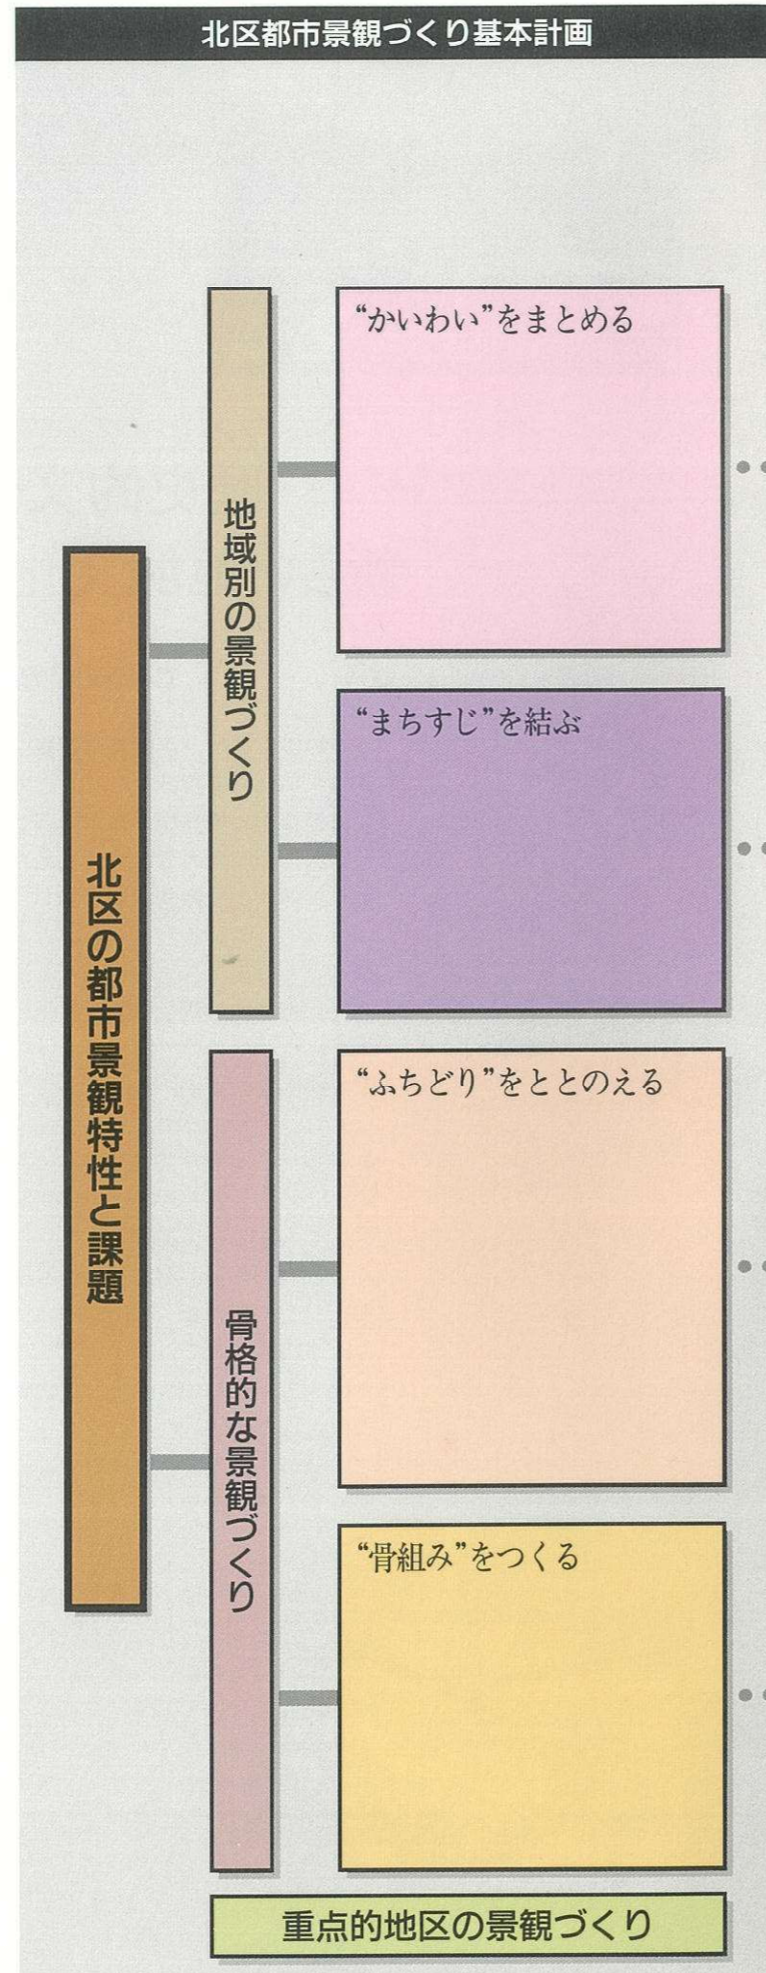 北区都市景観づくり基本計画
北区の都市景観特性と課題
地域別の景観づくり
“かいわい”をまとめる
“まちすじ”を結ぶ
骨格的な景観づくり
“ふちどり”をととのえる
“骨組み”をつくる
重点的地区の景観づくり